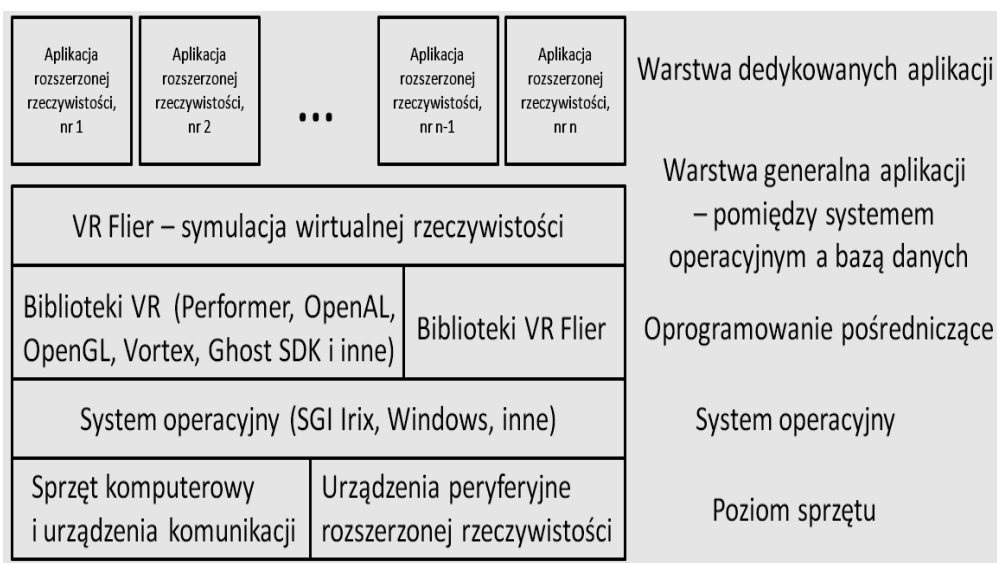 Aplikacja
rozszerzonej
rzeczywistości,
nr 1
Aplikacja
rozszerzonej
rzeczywistości,
nr 2
...
Aplikacja
rozszerzonej
rzeczywistości,
nr n-1
Aplikacja
rozszerzonej
rzeczywistości,
nr n
Warstwa dedykowanych aplikacji
VR Flier – symulacja wirtualnej rzeczywistości
Warstwa generalna aplikacji
– pomiędzy systemem
operacyjnym a bazą danych
Biblioteki VR (Performer, OpenAL,
OpenGL, Vortex, Ghost SDK i inne)
Biblioteki VR Flier
Oprogramowanie pośredniczące
System operacyjny (SGI Irix, Windows, inne)
System operacyjny
Sprzęt komputerowy
i urządzenia komunikacji
Urządzenia peryferyjne
rozszerzonej rzeczywistości
Poziom sprzętu